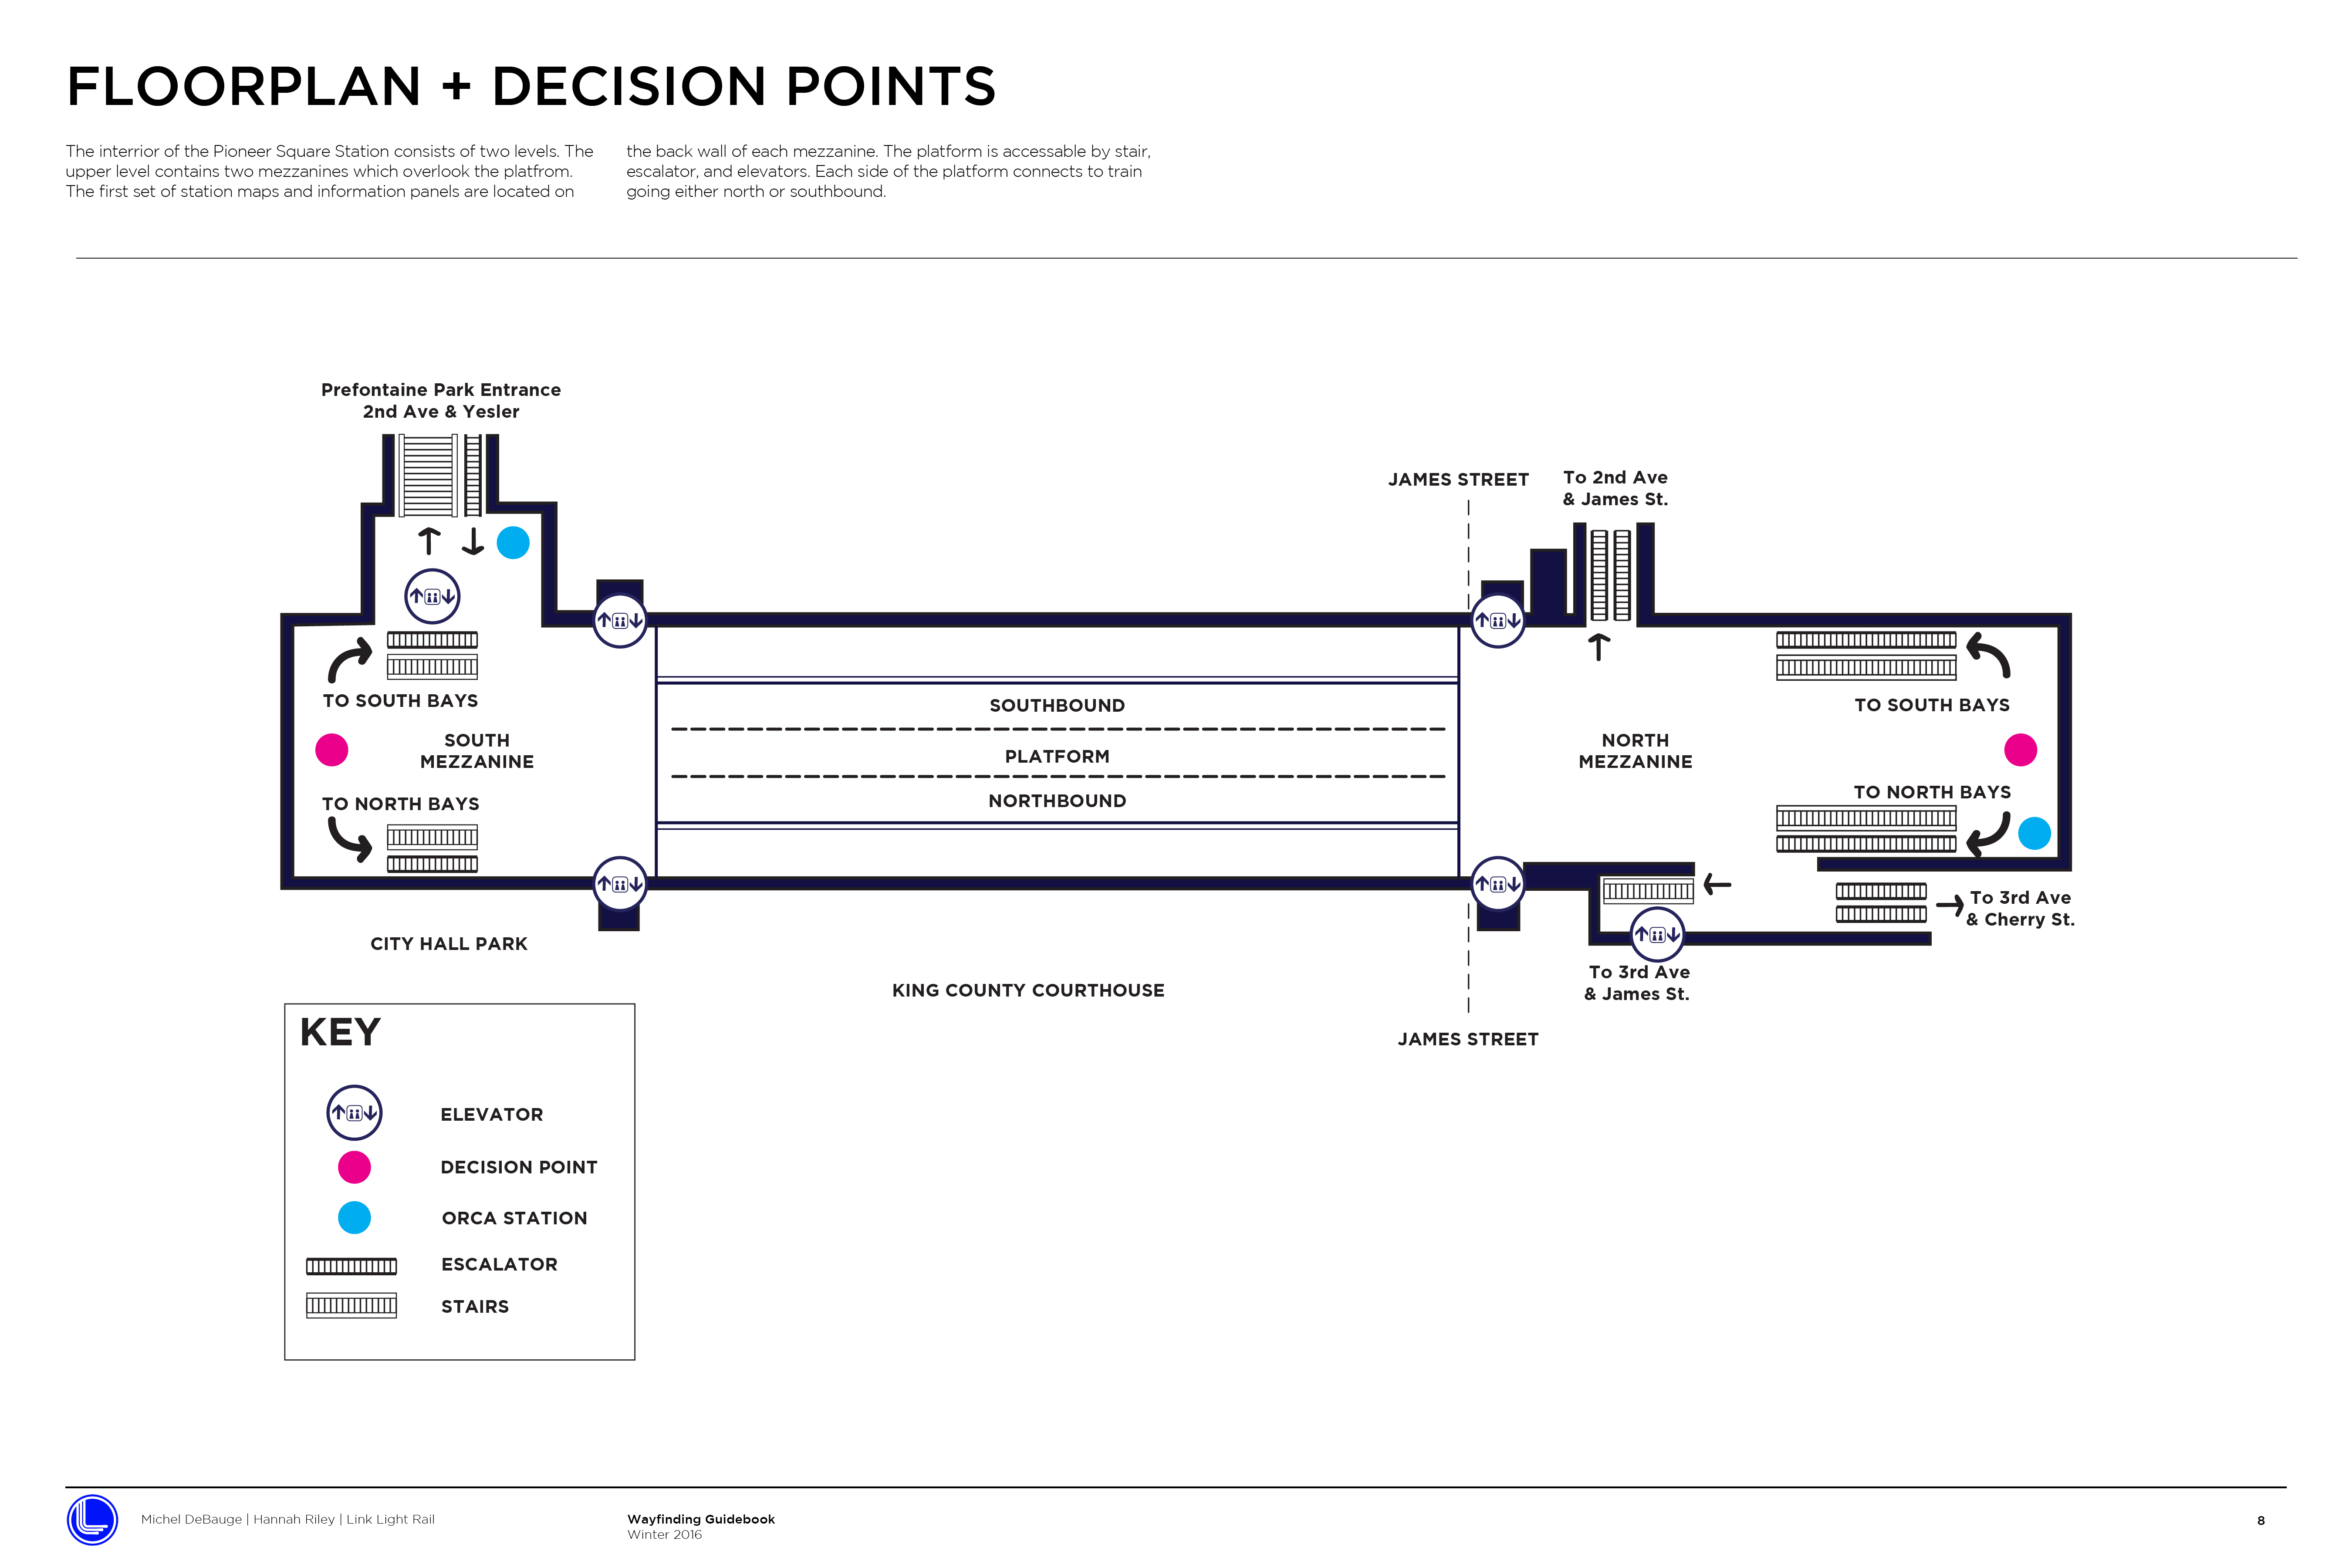 FLOORPLAN + DECISION POINTS
The interrior of the Pioneer Square Station consists of two levels. The
upper level contains two mezzanines which overlook the platfrom.
The first set of station maps and information panels are located on
the back wall of each mezzanine. The platform is accessable by stair,
escalator, and elevators. Each side of the platform connects to train
going either north or southbound.
Prefontaine Park Entrance
2nd Ave & Yesler
JAMES STREET
To 2nd Ave
& James St.
TO SOUTH BAYS
SOUTH
MEZZANINE
TO NORTH BAYS
SOUTHBOUND
PLATFORM
NORTHBOUND
NORTH
MEZZANINE
TO SOUTH BAYS
TO NORTH BAYS
To 3rd Ave
& Cherry St.
To 3rd Ave
& James St.
CITY HALL PARK
KING COUNTY COURTHOUSE
JAMES STREET
KEY
ELEVATOR
DECISION POINT
ORCA STATION
ESCALATOR
STAIRS
Michel DeBauge | Hannah Riley | Link Light Rail
Wayfinding Guidebook
Winter 2016
8